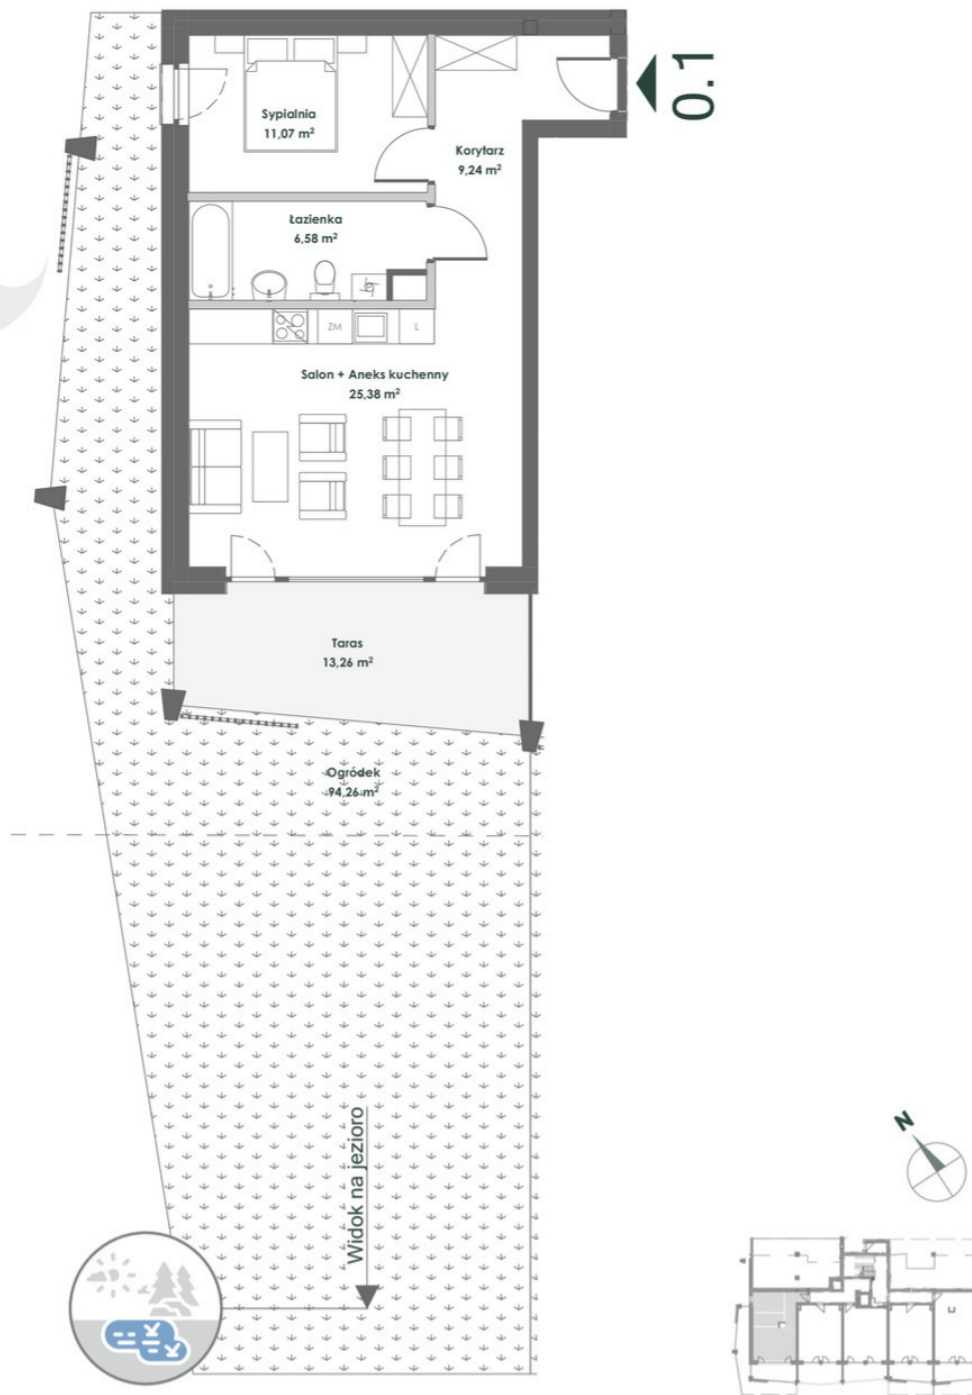 0.1
Sypialnia
11,07 m²
Korytarz
9,24 m²
Łazienka
6,58 m²
ZM
L
Salon + Aneks kuchenny
25,38 m²
Taras
13,26 m²
Ogródek
94,26 m²
Widok na jezioro
N